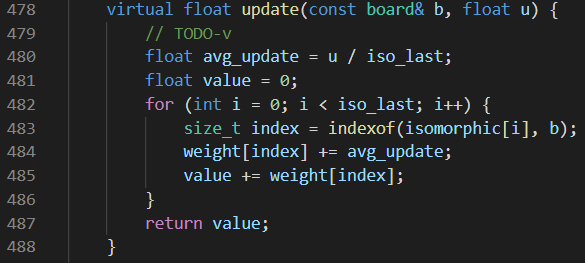 478 virtual float update(const board& b, float u) {
479 // TODO-v
480 float avg_update = u / iso_last;
481 float value = 0;
482 for (int i = 0; i < iso_last; i++) {
483 size_t index = indexof(isomorphic[i], b);
484 weight[index] += avg_update;
485 value += weight[index];
486 }
487 return value;
488 }